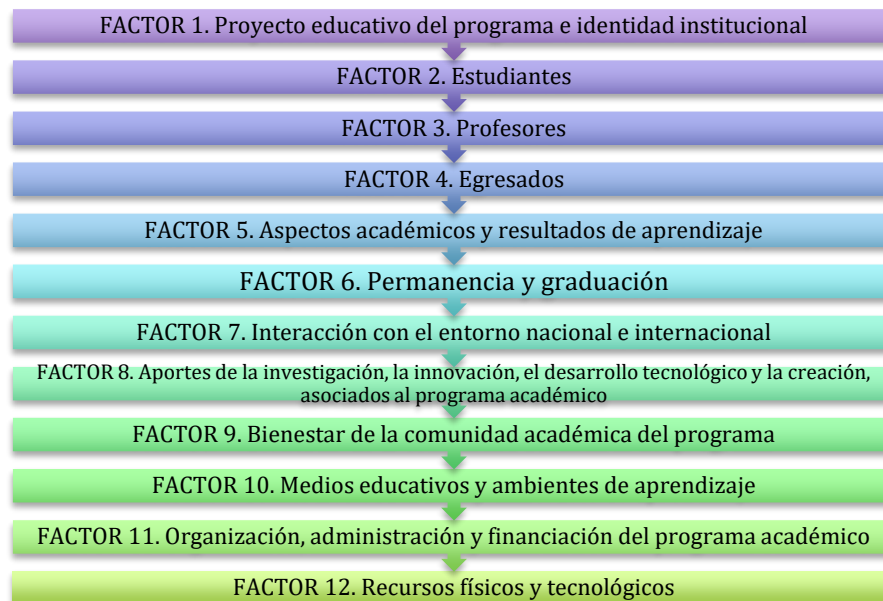 FACTOR 1. Proyecto educativo del programa e identidad institucional
FACTOR 2. Estudiantes
FACTOR 3. Profesores
FACTOR 4. Egresados
FACTOR 5. Aspectos académicos y resultados de aprendizaje
FACTOR 6. Permanencia y graduación
FACTOR 7. Interacción con el entorno nacional e internacional
FACTOR 8. Aportes de la investigación, la innovación, el desarrollo tecnológico y la creación,
asociados al programa académico
FACTOR 9. Bienestar de la comunidad académica del programa
FACTOR 10. Medios educativos y ambientes de aprendizaje
FACTOR 11. Organización, administración y financiación del programa académico
FACTOR 12. Recursos físicos y tecnológicos